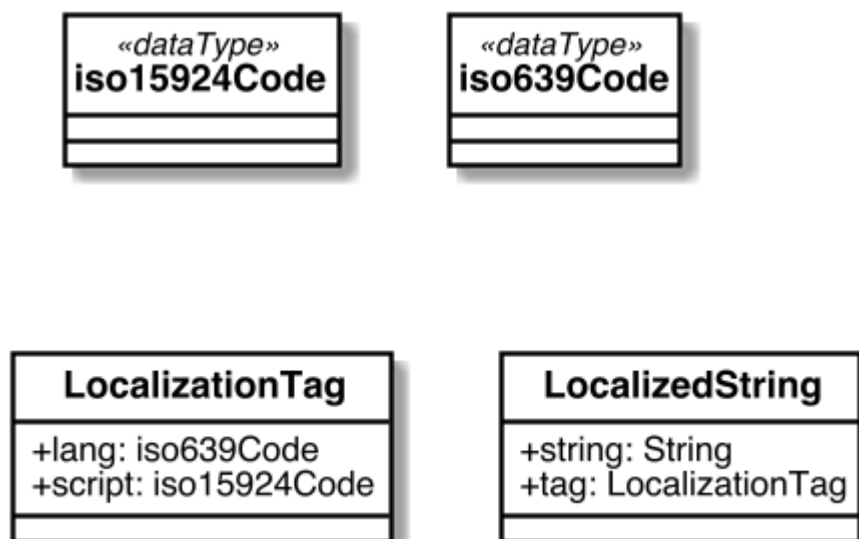 «dataType»
iso15924Code
«dataType»
iso639Code
LocalizationTag
+lang: iso639Code
+script: iso15924Code
LocalizedString
+string: String
+tag: LocalizationTag